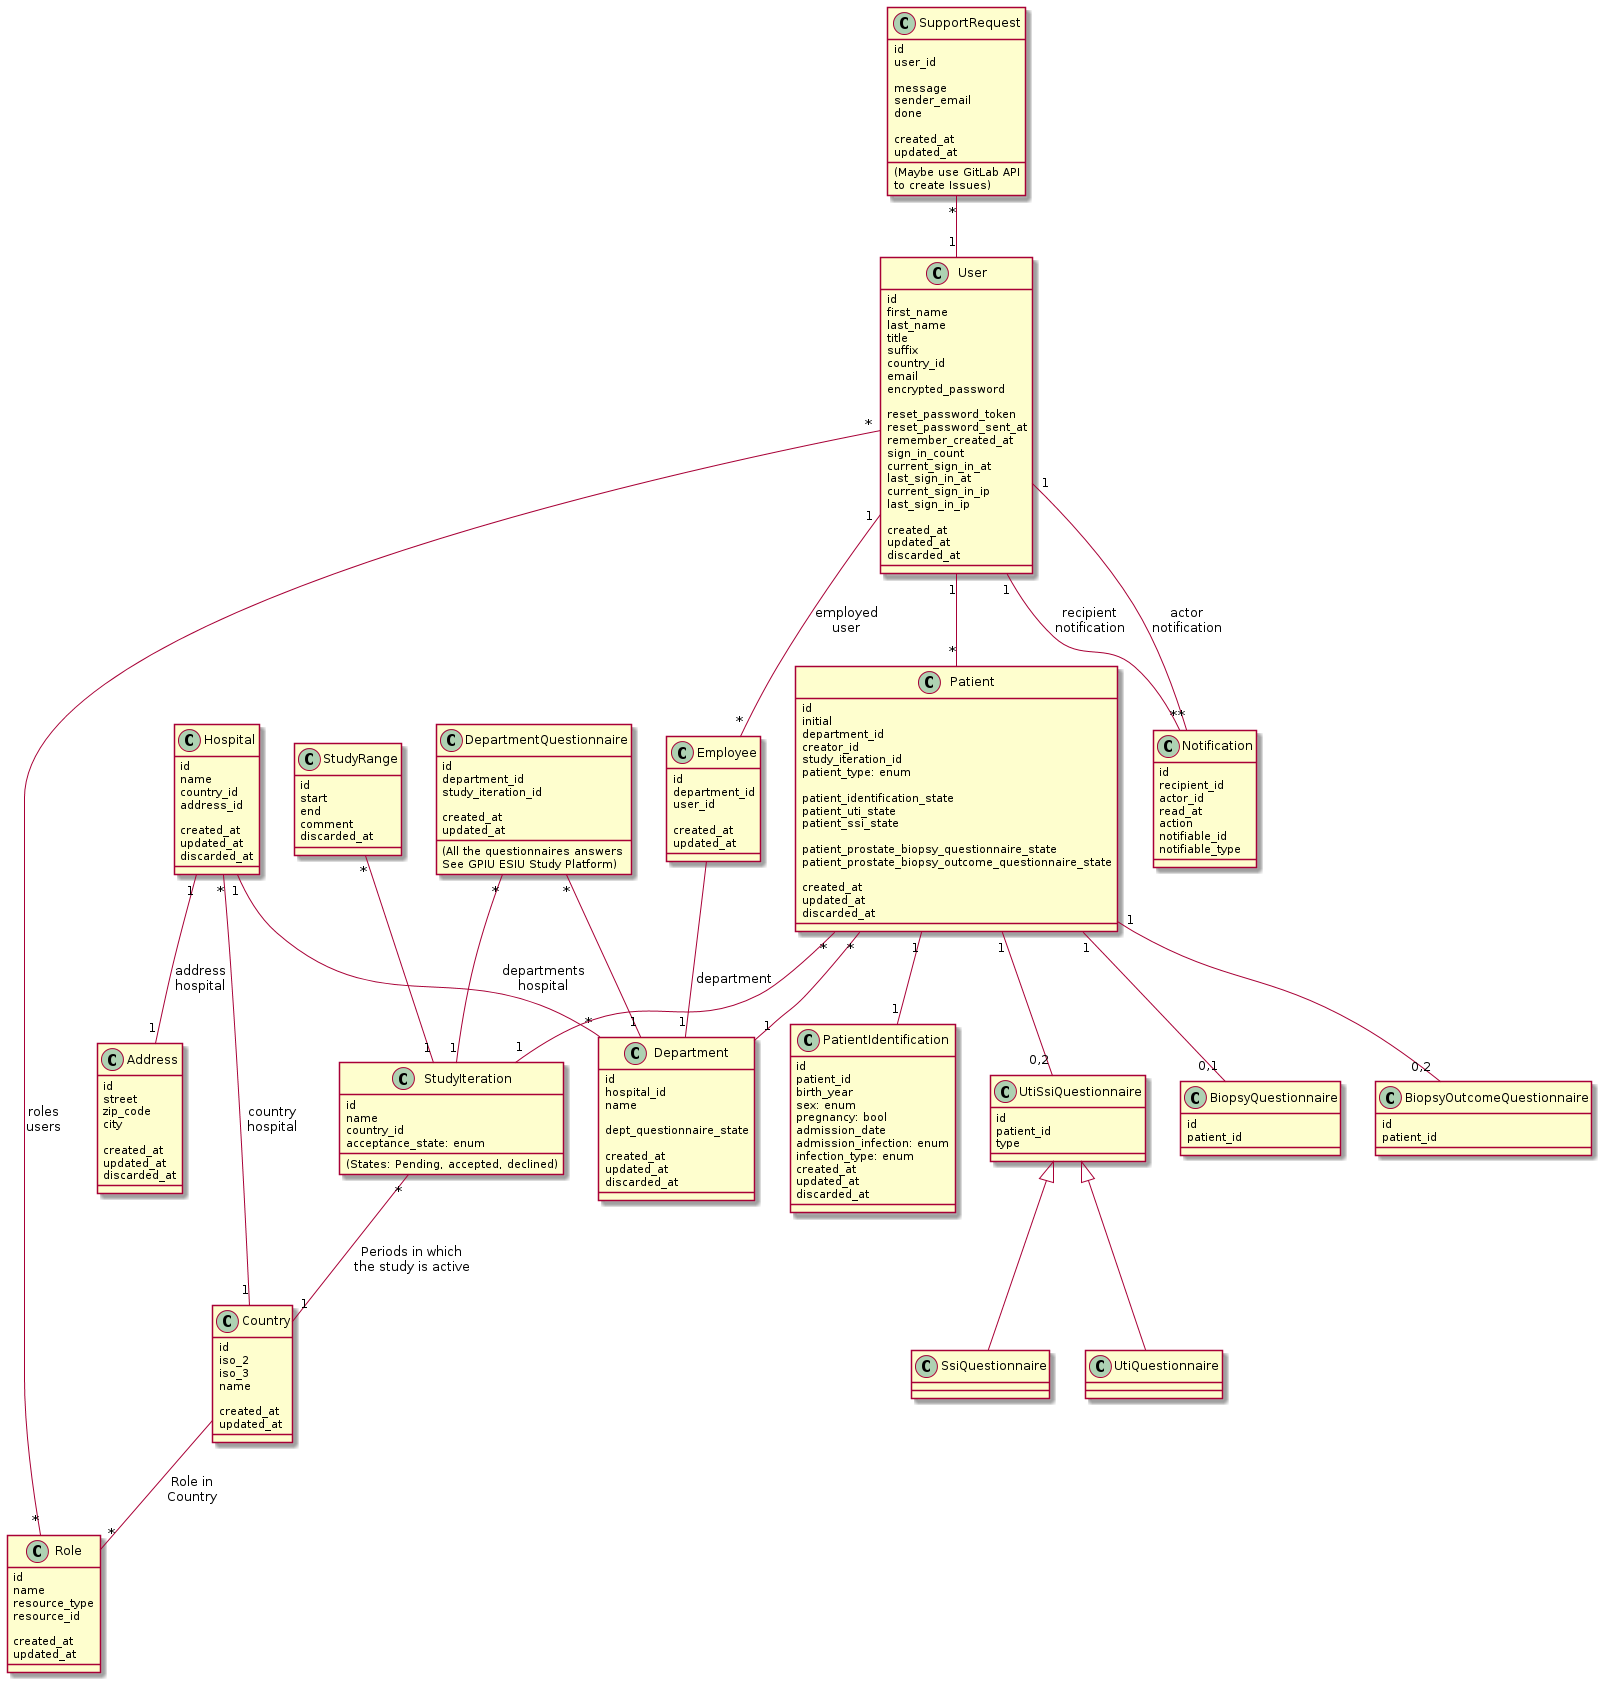 C SupportRequest
id
user_id
message
sender_email
done
created_at
updated_at
(Maybe use GitLab API
to create Issues)
*
1
C User
id
first_name
last_name
title
suffix
country_id
email
encrypted_password
reset_password_token
reset_password_sent_at
remember_created_at
sign_in_count
current_sign_in_at
last_sign_in_at
current_sign_in_ip
last_sign_in_ip
created_at
updated_at
discarded_at
*
1
1
1
1
employed
user
recipient
notification
actor
notification
*
*
**
C Patient
id
initial
department_id
creator_id
study_iteration_id
patient_type: enum
patient_identification_state
patient_uti_state
patient_ssi_state
patient_prostate_biopsy_questionnaire_state
patient_prostate_biopsy_outcome_questionnaire_state
created_at
updated_at
discarded_at
C Hospital
id
name
country_id
address_id
created_at
updated_at
discarded_at
C StudyRange
id
start
end
comment
discarded_at
C DepartmentQuestionnaire
id
department_id
study_iteration_id
created_at
updated_at
(All the questionnaires answers
See GPIU ESIU Study Platform)
C Employee
id
department_id
user_id
created_at
updated_at
C Notification
id
recipient_id
actor_id
read_at
action
notifiable_id
notifiable_type
1
*
1
*
*
*
*
*
1
1
1
1
address
hospital
departments
hospital
department
1
1
1
1
*
1
1
1
1
0,2
0,1
0,2
C Address
id
street
zip_code
city
created_at
updated_at
discarded_at
C StudyIteration
id
name
country_id
acceptance_state: enum
(States: Pending, accepted, declined)
C Department
id
hospital_id
name
dept_questionnaire_state
created_at
updated_at
discarded_at
C PatientIdentification
id
patient_id
birth_year
sex: enum
pregnancy: bool
admission_date
admission_infection: enum
infection_type: enum
created_at
updated_at
discarded_at
C UtiSsiQuestionnaire
id
patient_id
type
C BiopsyQuestionnaire
id
patient_id
C BiopsyOutcomeQuestionnaire
id
patient_id
roles
users
country
hospital
*
Periods in which
the study is active
1
1
C Country
id
iso_2
iso_3
name
created_at
updated_at
C SsiQuestionnaire
C UtiQuestionnaire
Role in
Country
*
*
C Role
id
name
resource_type
resource_id
created_at
updated_at